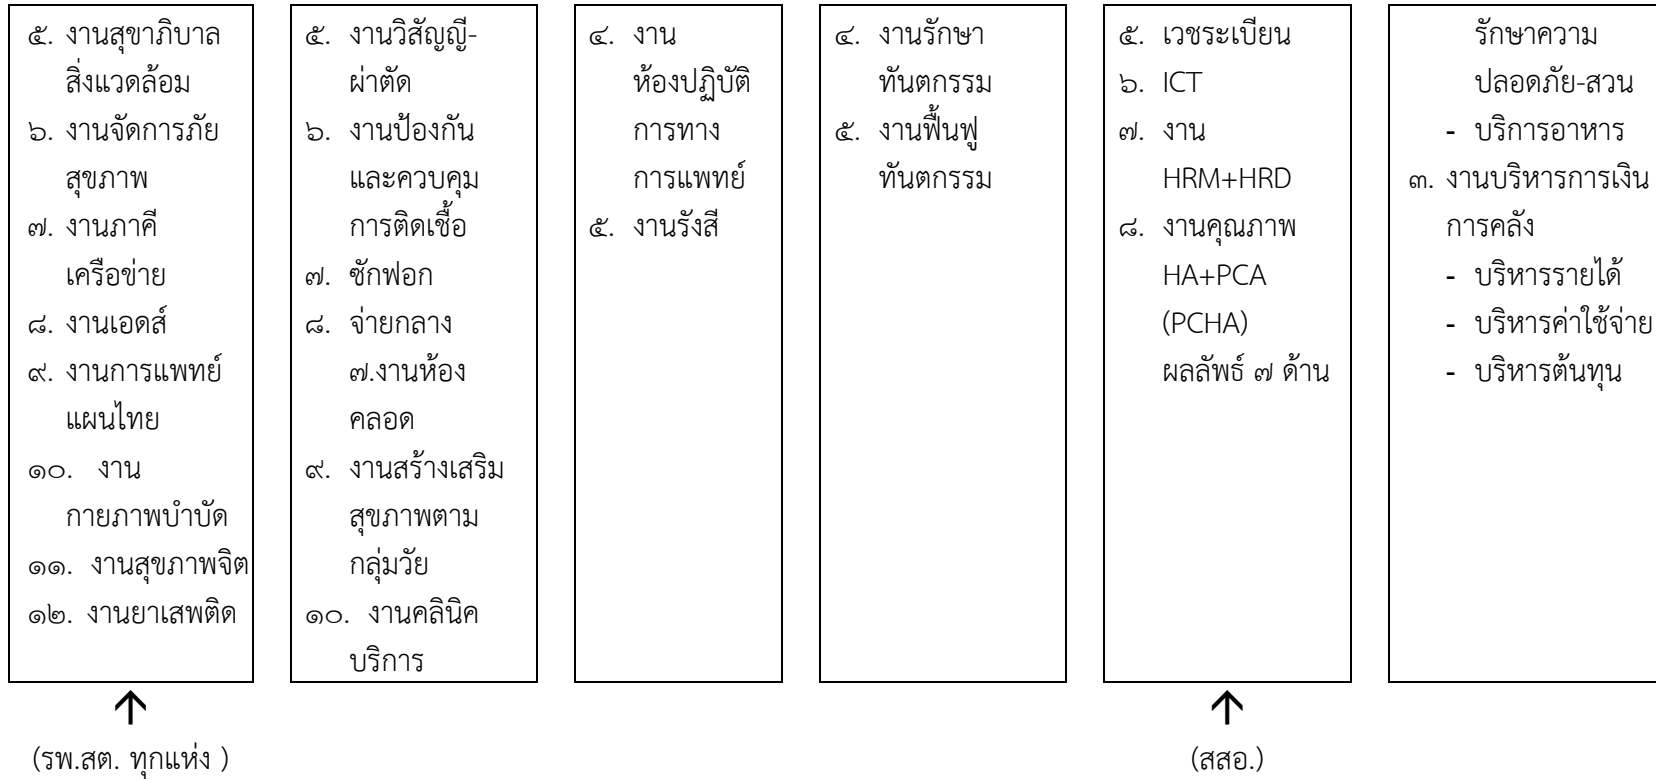 ๕. งานสุขาภิบาล
สิ่งแวดล้อม
๖. งานจัดการภัย
สุขภาพ
๗. งานภาคี
เครือข่าย
๘. งานเอดส์
๙. งานการแพทย์
แผนไทย
๑๐. งาน
กายภาพบำบัด
๑๑. งานสุขภาพจิต
๑๒. งานยาเสพติด
(รพ.สต. ทุกแห่ง )
๕. งานวิสัญญี-
ผ่าตัด
๖. งานป้องกัน
และควบคุม
การติดเชื้อ
๗. ซักฟอก
๘. จ่ายกลาง
๗.งานห้อง
คลอด
๙. งานสร้างเสริม
สุขภาพตาม
กลุ่มวัย
๑๐. งานคลินิค
บริการ
๔. งาน
ห้องปฏิบัติ
การทาง
การแพทย์
๕. งานรังสี
๔. งานรักษา
ทันตกรรม
๕. งานฟื้นฟู
ทันตกรรม
๕. เวชระเบียน
๖. ICT
๗. งาน
HRM+HRD
๘. งานคุณภาพ
HA+PCA
(PCHA)
ผลลัพธ์ ๗ ด้าน
(สสอ.)
รักษาความ
ปลอดภัย-สวน
- บริการอาหาร
๓. งานบริหารการเงิน
การคลัง
- บริหารรายได้
- บริหารค่าใช้จ่าย
- บริหารต้นทุน